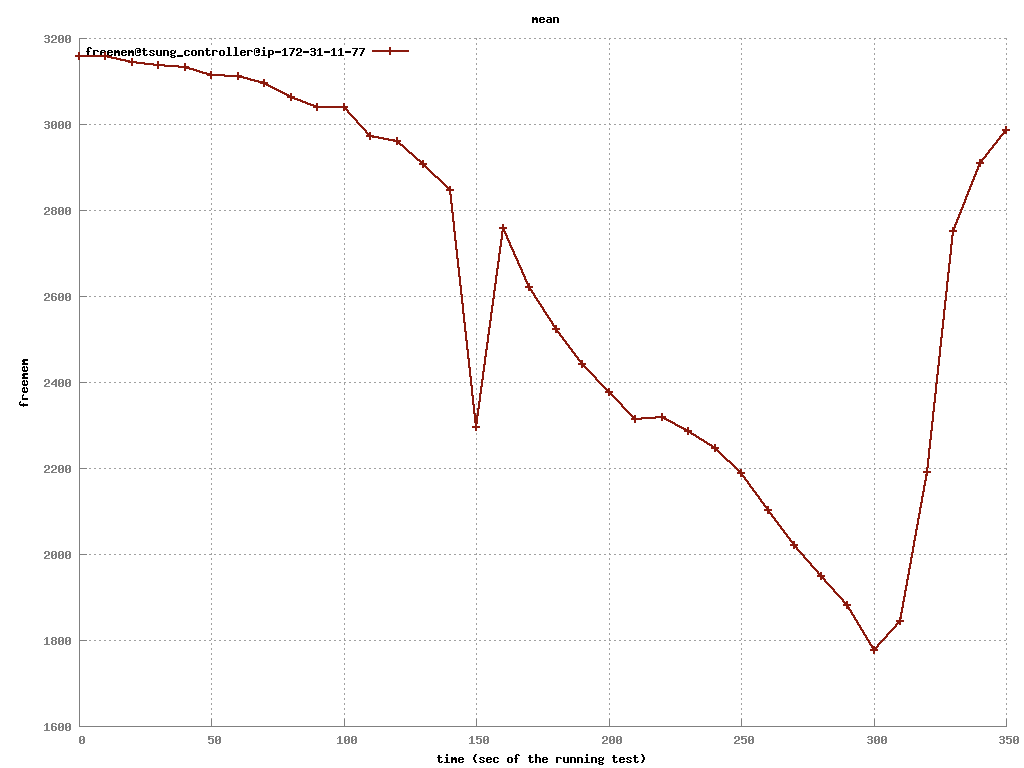 mean
freemem@tsung_controller@ip-172-31-11-77
3200
3000
2800
2600
2400
2200
2000
1800
1600
freemem
0 50 100 150 200 250 300 350
time (sec of the running test)